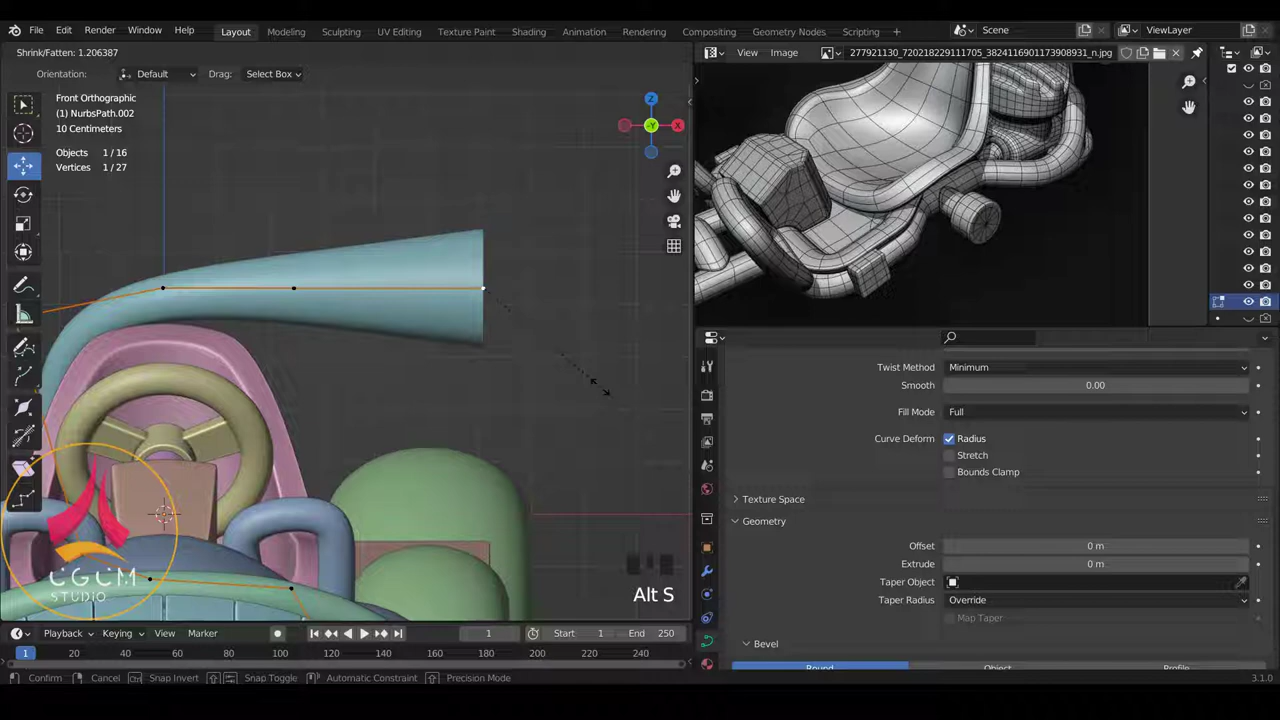 File Edit Render Window Help
Layout Modeling Sculpting UV Editing Texture Paint Shading Animation Rendering Compositing Geometry Nodes Scripting +
Scene
ViewLayer
Shrink/Fatten: 1.206387
View Image
277921130_720218229111705_3824116901173908931_n.jpg
Orientation: Default Drag: Select Box
Front Orthographic
(1) NurbsPath.002
10 Centimeters
Objects 1/16
Vertices 1/27
Z
X
-Y
Twist Method Minimum
Smooth 0.00
Fill Mode Full
Curve Deform Radius
Stretch
Bounds Clamp
Texture Space
Geometry
Offset 0 m
Extrude 0 m
Taper Object
Taper Radius Override
Map Taper
Bevel
Round Object Profile
CGCM
STUDIO
Alt S
Playback Keying View Marker
1
Start 1
End 250
1 20 40 60 80 100 120 140 160 180 200 220 240
Confirm Cancel Snap Invert Snap Toggle Automatic Constraint Precision Mode
3.1.0